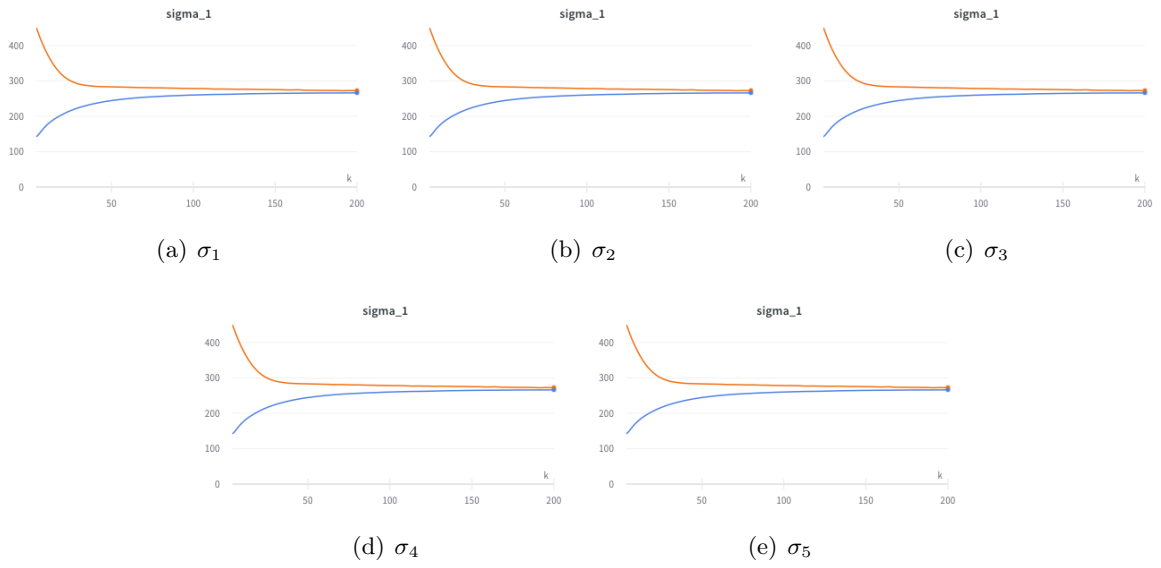 sigma_1 sigma_1 sigma_1
400 400 400
300 300 300
200 200 200
100 100 100
k k k
0 0 0
50 100 150 200 50 100 150 200 50 100 150 200
(a) σ₁ (b) σ₂ (c) σ₃
sigma_1 sigma_1
400 400
300 300
200 200
100 100
k k
0 0
50 100 150 200 50 100 150 200
(d) σ₄ (e) σ₅